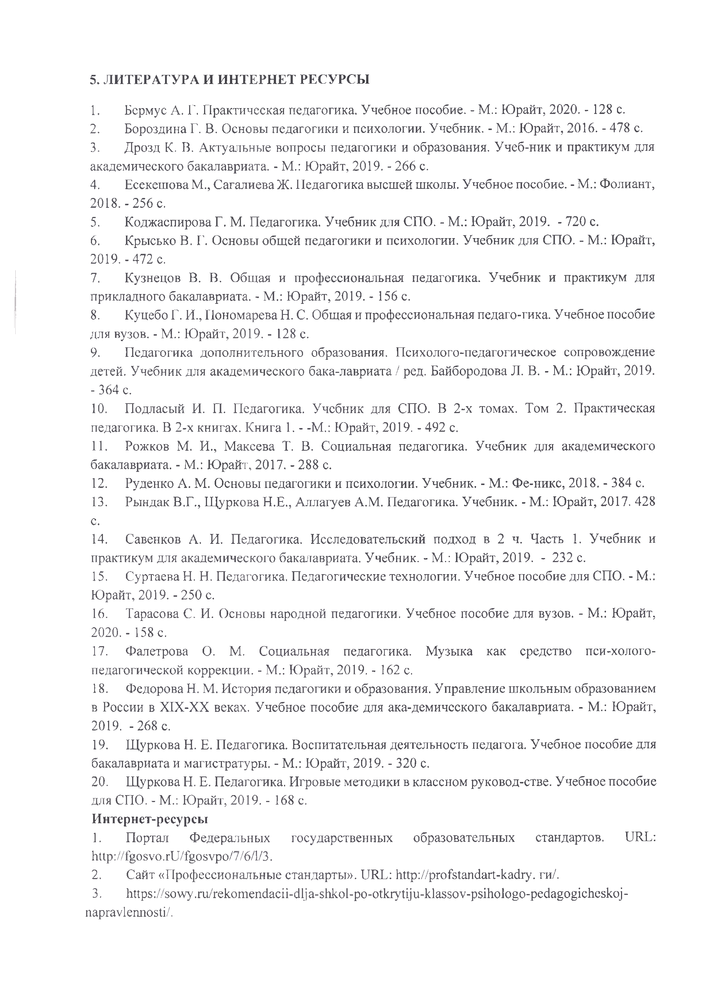 5. ЛИТЕРАТУРА И ИНТЕРНЕТ РЕСУРСЫ
1. Бермус А. Г. Практическая педагогика. Учебное пособие. - М.: Юрайт, 2020. - 128 с.
2. Бороздина Г. В. Основы педагогики и психологии. Учебник. - М.: Юрайт, 2016. - 478 с.
3. Дрозд К. В. Актуальные вопросы педагогики и образования. Учеб-ник и практикум для
академического бакалавриата. - М.: Юрайт, 2019. - 266 с.
4. Есекешова М., Сагалиева Ж. Педагогика высшей школы. Учебное пособие. - М.: Фолиант,
2018. - 256 с.
5. Коджаспирова Г. М. Педагогика. Учебник для СПО. - М.: Юрайт, 2019. - 720 с.
6. Крысько В. Г. Основы общей педагогики и психологии. Учебник для СПО. - М.: Юрайт,
2019. - 472 с.
7. Кузнецов В. В. Общая и профессиональная педагогика. Учебник и практикум для
прикладного бакалавриата. - М.: Юрайт, 2019. - 156 с.
8. Куцебо Г. И., Пономарева Н. С. Общая и профессиональная педаго-гика. Учебное пособие
для вузов. - М.: Юрайт, 2019. - 128 с.
9. Педагогика дополнительного образования. Психолого-педагогическое сопровождение
детей. Учебник для академического бака-лавриата / ред. Байбородова Л. В. - М.: Юрайт, 2019.
- 364 с.
10. Подласый И. П. Педагогика. Учебник для СПО. В 2-х томах. Том 2. Практическая
педагогика. В 2-х книгах. Книга 1. - -М.: Юрайт, 2019. - 492 с.
11. Рожков М. И., Максева Т. В. Социальная педагогика. Учебник для академического
бакалавриата. - М.: Юрайт, 2017. - 288 с.
12. Руденко А. М. Основы педагогики и психологии. Учебник. - М.: Фе-никс, 2018. - 384 с.
13. Рындак В.Г., Щуркова Н.Е., Аллагуев А.М. Педагогика. Учебник. - М.: Юрайт, 2017. 428
с.
14. Савенков А. И. Педагогика. Исследовательский подход в 2 ч. Часть 1. Учебник и
практикум для академического бакалавриата. Учебник. - М.: Юрайт, 2019. - 232 с.
15. Суртаева Н. Н. Педагогика. Педагогические технологии. Учебное пособие для СПО. - М.:
Юрайт, 2019. - 250 с.
16. Тарасова С. И. Основы народной педагогики. Учебное пособие для вузов. - М.: Юрайт,
2020. - 158 с.
17. Фалетрова О. М. Социальная педагогика. Музыка как средство пси-холого-
педагогической коррекции. - М.: Юрайт, 2019. - 162 с.
18. Федорова Н. М. История педагогики и образования. Управление школьным образованием
в России в XIX-XX веках. Учебное пособие для ака-демического бакалавриата. - М.: Юрайт,
2019. - 268 с.
19. Щуркова Н. Е. Педагогика. Воспитательная деятельность педагога. Учебное пособие для
бакалавриата и магистратуры. - М.: Юрайт, 2019. - 320 с.
20. Щуркова Н. Е. Педагогика. Игровые методики в классном руковод-стве. Учебное пособие
для СПО. - М.: Юрайт, 2019. - 168 с.
Интернет-ресурсы
1. Портал Федеральных государственных образовательных стандартов. URL:
http://fgosvo.rU/fgosvpo/7/6/l/3.
2. Сайт «Профессиональные стандарты». URL: http://profstandart-kadry. ги/.
3. https://sowy.ru/rekomendacii-dlja-shkol-po-otkrytiju-klassov-psihologo-pedagogicheskoj-
napravlennosti/.